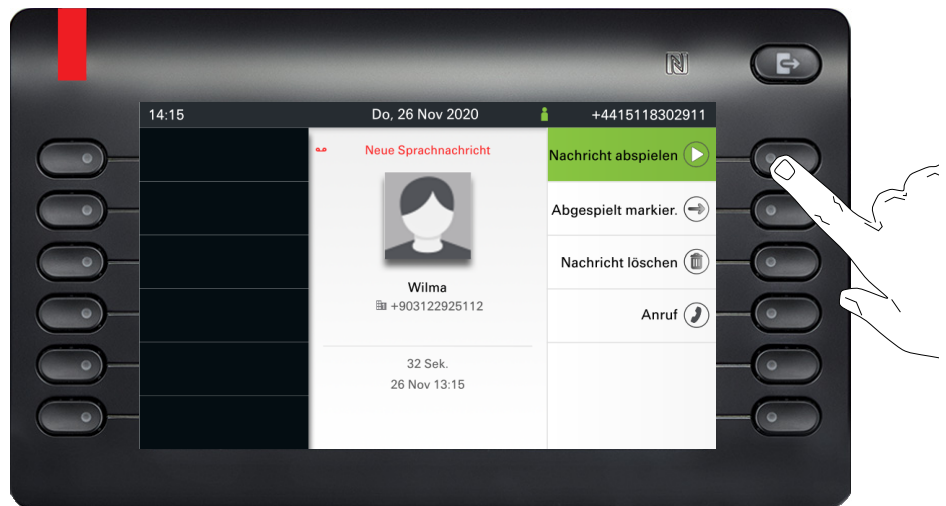 14:15
Do, 26 Nov 2020
+4415118302911
Neue Sprachnachricht
Wilma
+903122925112
32 Sek.
26 Nov 13:15
Nachricht abspielen
Abgespielt markier.
Nachricht löschen
Anruf